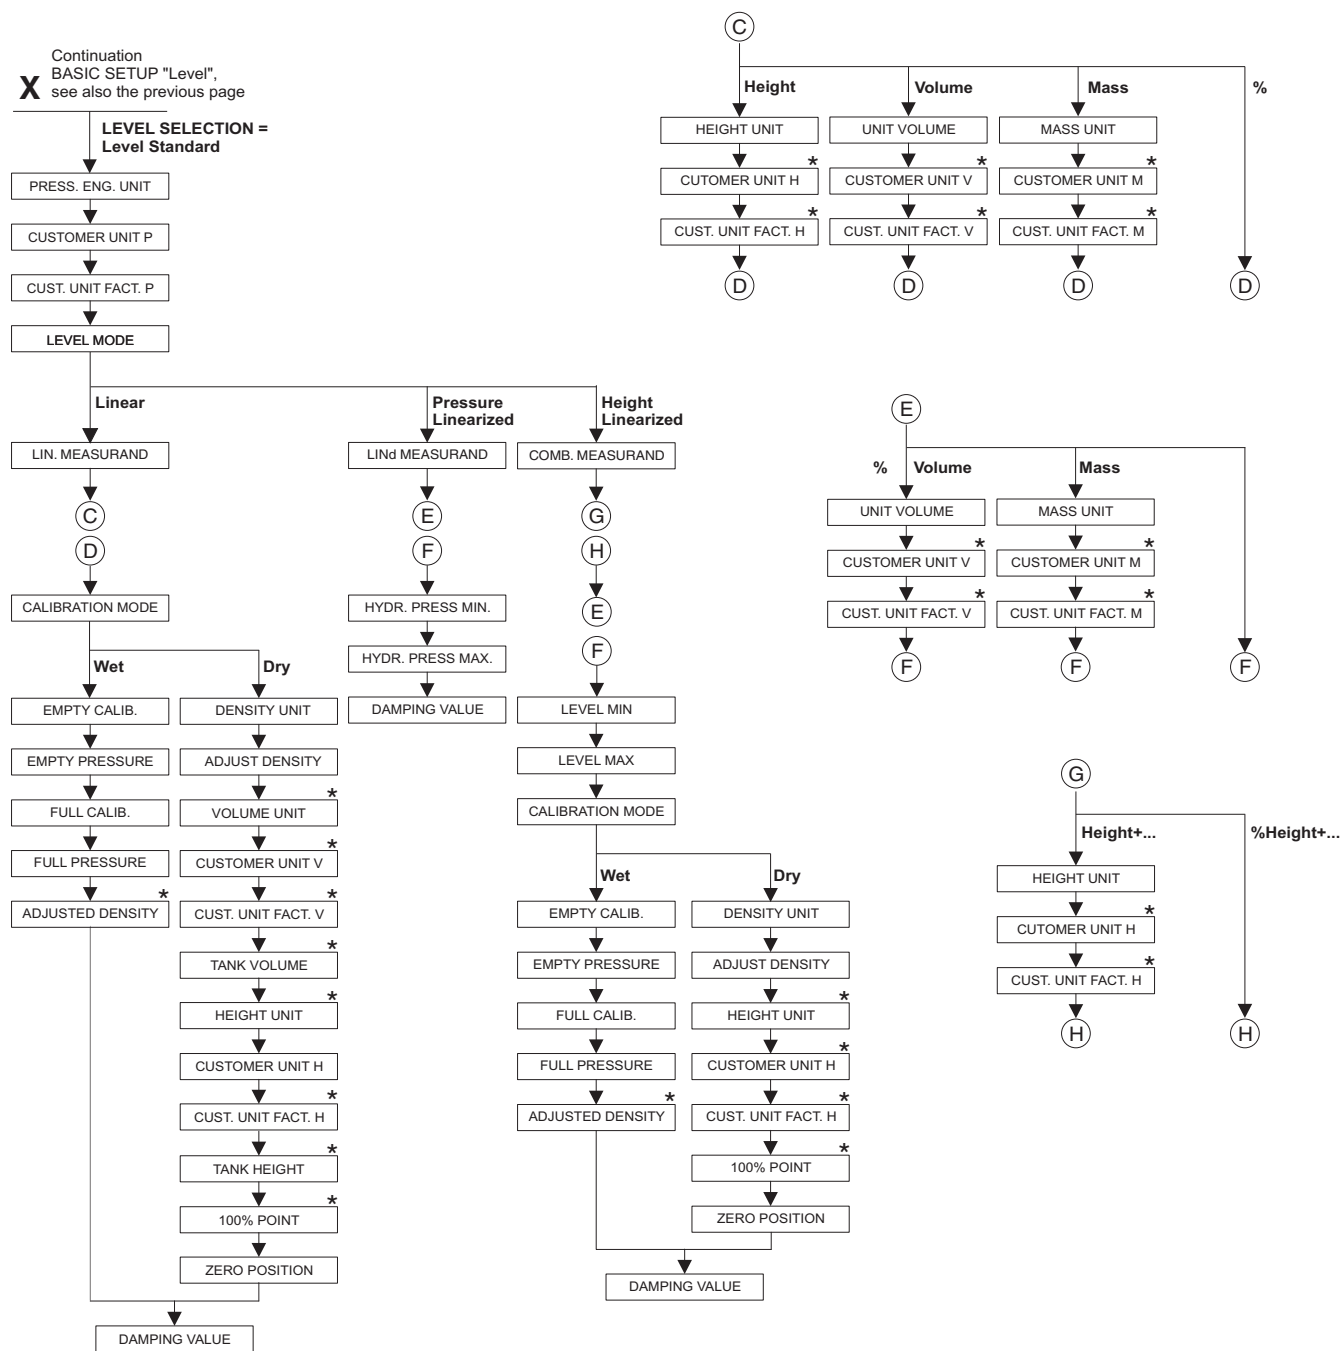 Continuation
BASIC SETUP "Level",
see also the previous page
X
LEVEL SELECTION =
Level Standard
PRESS. ENG. UNIT
CUSTOMER UNIT P
CUST. UNIT FACT. P
LEVEL MODE
Linear
Pressure
Linearized
Height
Linearized
LIN. MEASURAND
C
D
CALIBRATION MODE
Wet
Dry
EMPTY CALIB.
EMPTY PRESSURE
FULL CALIB.
FULL PRESSURE
*
ADJUSTED DENSITY
DENSITY UNIT
ADJUST DENSITY
*
VOLUME UNIT
*
CUSTOMER UNIT V
*
CUST. UNIT FACT. V
*
TANK VOLUME
*
HEIGHT UNIT
CUSTOMER UNIT H
*
CUST. UNIT FACT. H
*
TANK HEIGHT
*
100% POINT
ZERO POSITION
DAMPING VALUE
LINd MEASURAND
E
F
HYDR. PRESS MIN.
HYDR. PRESS MAX.
DAMPING VALUE
COMB. MEASURAND
G
H
E
F
LEVEL MIN
LEVEL MAX
CALIBRATION MODE
Wet
Dry
EMPTY CALIB.
EMPTY PRESSURE
FULL CALIB.
FULL PRESSURE
*
ADJUSTED DENSITY
DENSITY UNIT
ADJUST DENSITY
*
HEIGHT UNIT
*
CUSTOMER UNIT H
*
CUST. UNIT FACT. H
*
100% POINT
ZERO POSITION
DAMPING VALUE
C
Height
Volume
Mass
%
HEIGHT UNIT
*
CUTOMER UNIT H
*
CUST. UNIT FACT. H
D
UNIT VOLUME
*
CUSTOMER UNIT V
*
CUST. UNIT FACT. V
D
MASS UNIT
*
CUSTOMER UNIT M
*
CUST. UNIT FACT. M
D
D
E
% Volume
Mass
UNIT VOLUME
*
CUSTOMER UNIT V
*
CUST. UNIT FACT. V
F
MASS UNIT
*
CUSTOMER UNIT M
*
CUST. UNIT FACT. M
F
F
G
Height+...
%Height+...
HEIGHT UNIT
*
CUTOMER UNIT H
*
CUST. UNIT FACT. H
H
H